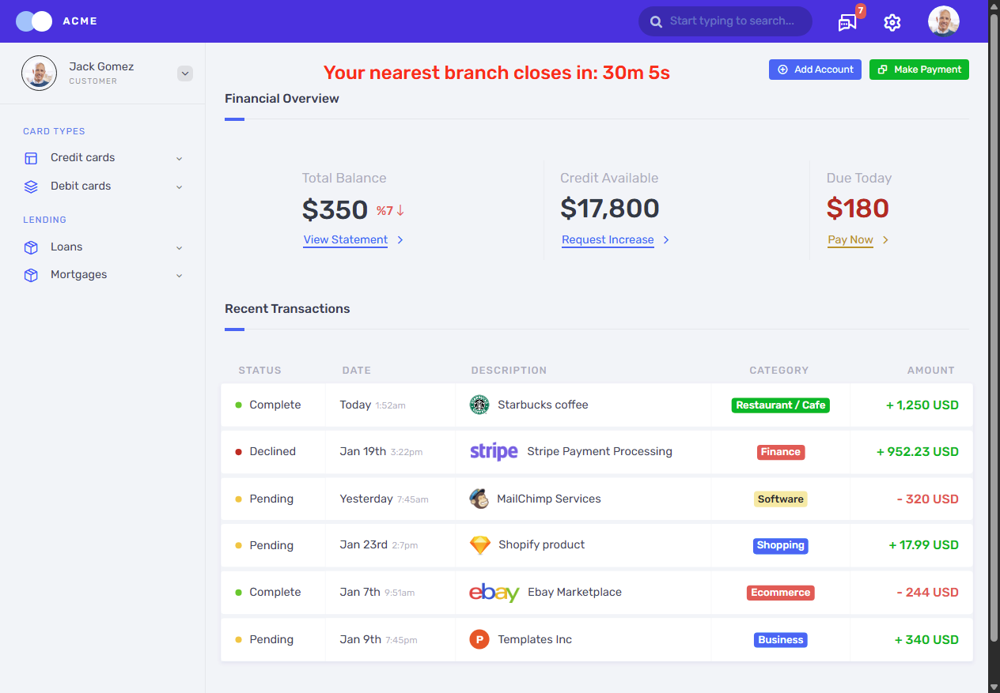 ACME
Start typing to search...
7
Jack Gomez
CUSTOMER
Your nearest branch closes in: 30m 5s
Add Account
Make Payment
Financial Overview
CARD TYPES
Credit cards
Debit cards
LENDING
Loans
Mortgages
Total Balance
$350 %7
View Statement
Credit Available
$17,800
Request Increase
Due Today
$180
Pay Now
Recent Transactions
STATUS DATE DESCRIPTION CATEGORY AMOUNT
Complete Today 1:52am Starbucks coffee Restaurant / Cafe + 1,250 USD
Declined Jan 19th 3:22pm stripe Stripe Payment Processing Finance + 952.23 USD
Pending Yesterday 7:45am MailChimp Services Software - 320 USD
Pending Jan 23rd 2:7pm Shopify product Shopping + 17.99 USD
Complete Jan 7th 9:51am ebay Ebay Marketplace Ecommerce - 244 USD
Pending Jan 9th 7:45pm P Templates Inc Business + 340 USD